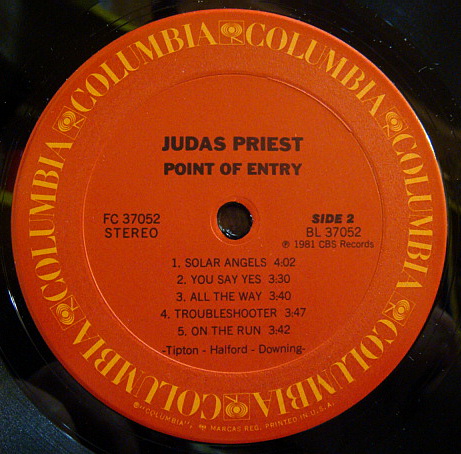 COLUMBIA COLUMBIA COLUMBIA COLUMBIA COLUMBIA COLUMBIA
JUDAS PRIEST
POINT OF ENTRY
FC 37052
STEREO
SIDE 2
BL 37052
℗ 1981 CBS Records
1. SOLAR ANGELS 4:02
2. YOU SAY YES 3:30
3. ALL THE WAY 3:40
4. TROUBLESHOOTER 3:47
5. ON THE RUN 3:42
-Tipton - Halford - Downing-
®"COLUMBIA", MARCAS REG. PRINTED IN U.S.A.